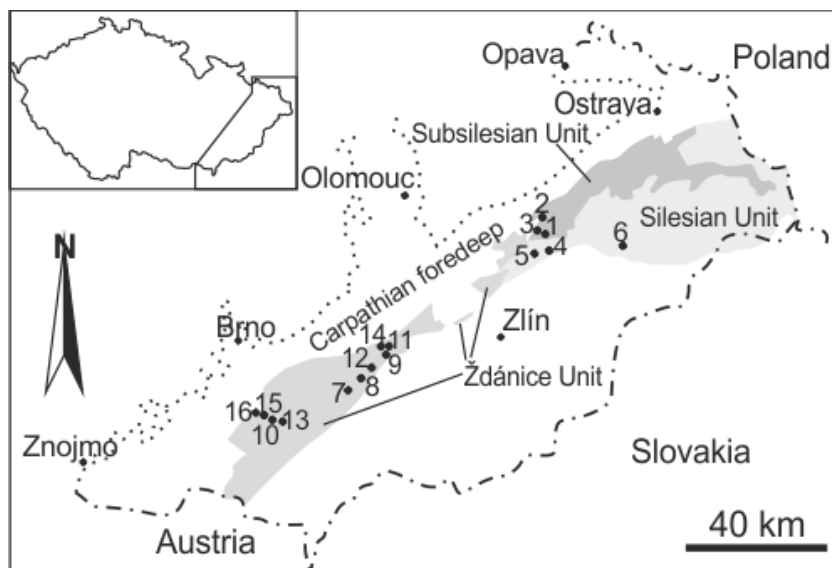 Opava
Poland
Ostrava
Subsilesian Unit
Olomouc
2
3 1
Silesian Unit
6
5 4
N
Carpathian foredeep
Brno
Zlín
14 11
12 9
Ždánice Unit
7 8
16 15
10 13
Znojmo
Slovakia
Austria
40 km